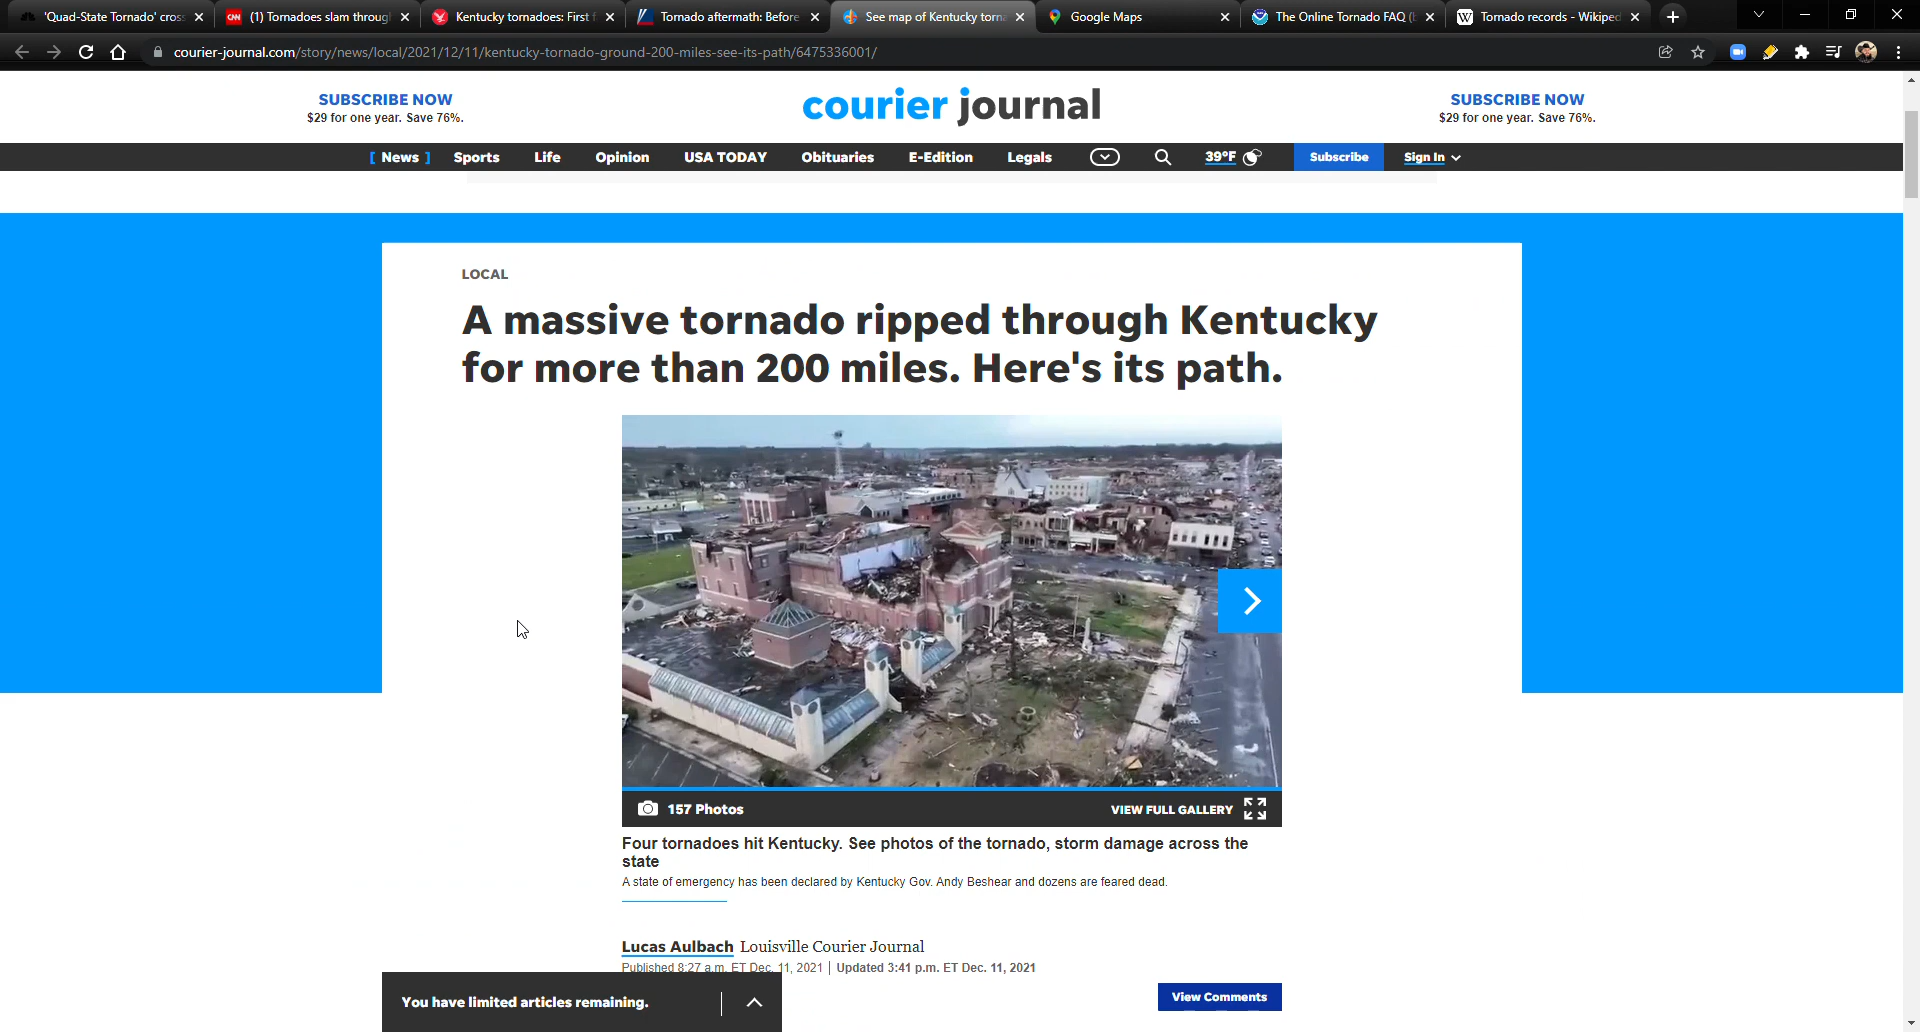 'Quad-State Tornado' cros
CNN
(1) Tornadoes slam throug
Kentucky tornadoes: First
Tornado aftermath: Before
See map of Kentucky torn
Google Maps
The Online Tornado FAQ (
W
Tornado records - Wikiped
courier-journal.com/story/news/local/2021/12/11/kentucky-tornado-ground-200-miles-see-its-path/6475336001/
SUBSCRIBE NOW
$29 for one year. Save 76%.
courier journal
SUBSCRIBE NOW
$29 for one year. Save 76%.
[ News ]
Sports
Life
Opinion
USA TODAY
Obituaries
E-Edition
Legals
39°F
Subscribe
Sign In
LOCAL
A massive tornado ripped through Kentucky
for more than 200 miles. Here's its path.
157 Photos
VIEW FULL GALLERY
Four tornadoes hit Kentucky. See photos of the tornado, storm damage across the
state
A state of emergency has been declared by Kentucky Gov. Andy Beshear and dozens are feared dead.
Lucas Aulbach Louisville Courier Journal
Published 8:27 a.m. ET Dec. 11, 2021 | Updated 3:41 p.m. ET Dec. 11, 2021
You have limited articles remaining.
View Comments